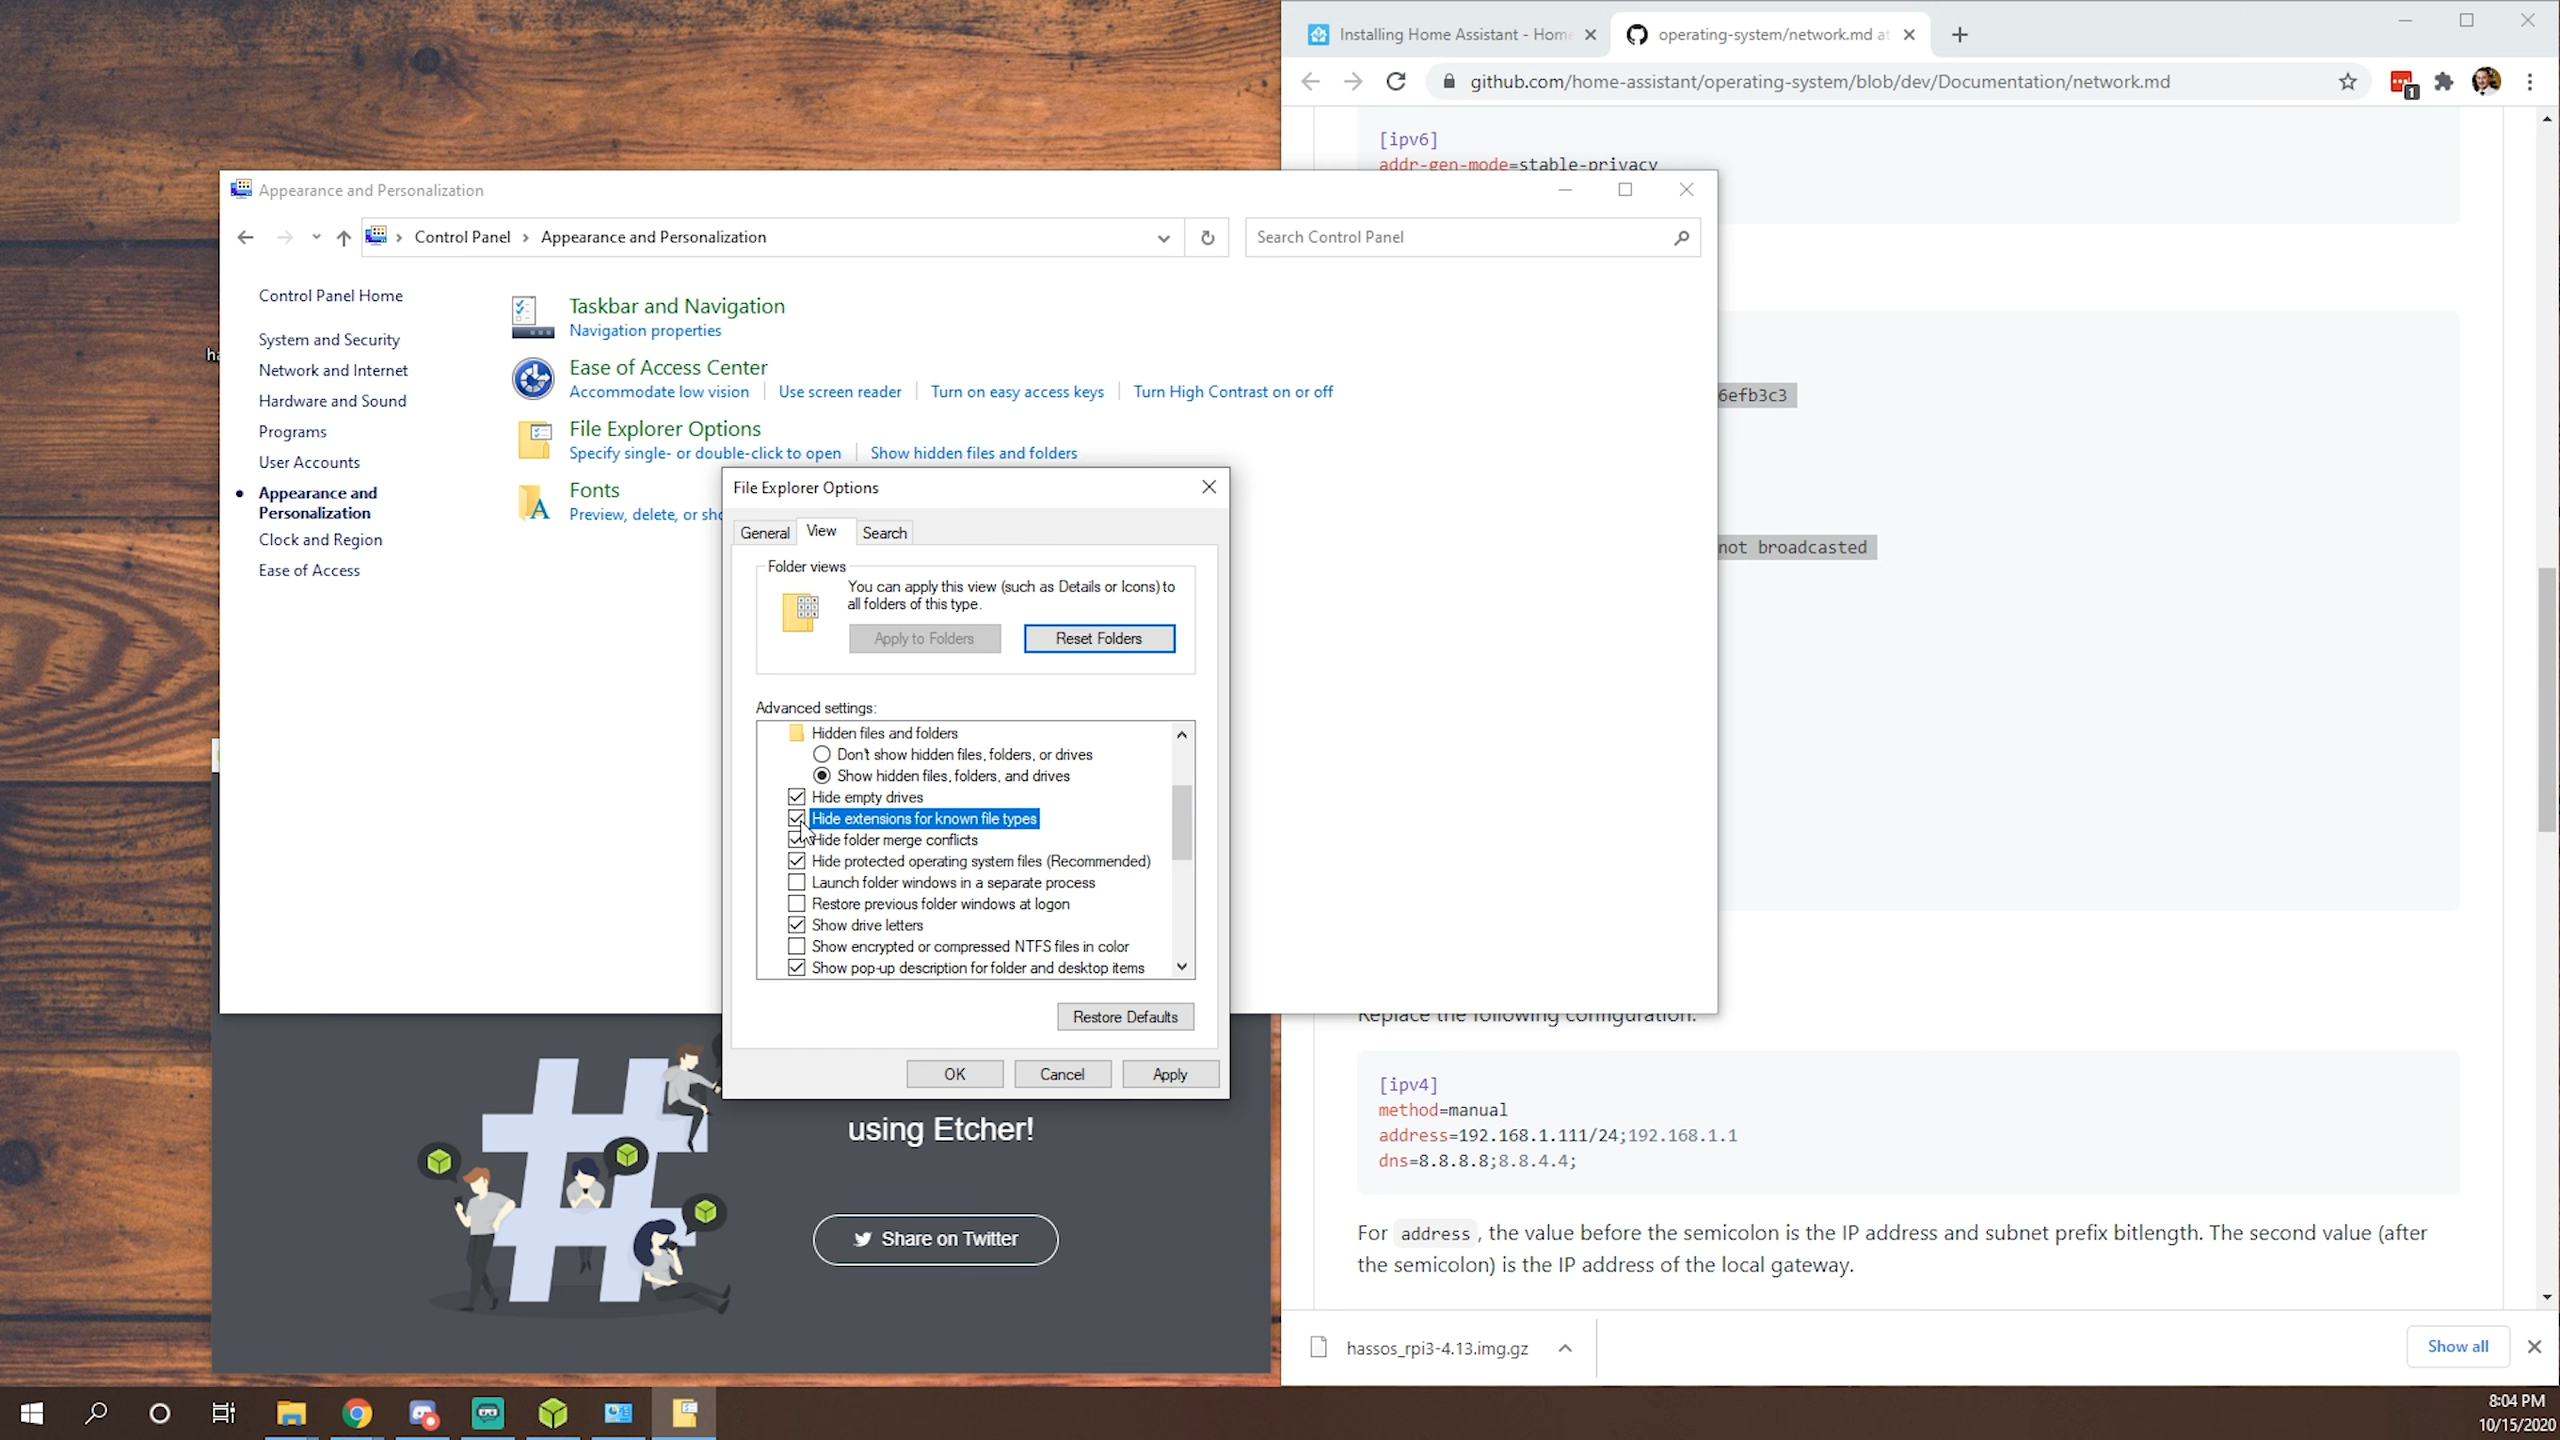 Installing Home Assistant - Home
operating-system/network.md at
github.com/home-assistant/operating-system/blob/dev/Documentation/network.md
1
[ipv6]
addr-gen-mode=stable-privacy
Appearance and Personalization
Control Panel
Appearance and Personalization
Search Control Panel
Control Panel Home
System and Security
Network and Internet
Hardware and Sound
Programs
User Accounts
Appearance and
Personalization
Clock and Region
Ease of Access
Taskbar and Navigation
Navigation properties
Ease of Access Center
Accommodate low vision
Use screen reader
Turn on easy access keys
Turn High Contrast on or off
File Explorer Options
Specify single- or double-click to open
Show hidden files and folders
Fonts
Preview, delete, or sho
ha
6efb3c3
not broadcasted
File Explorer Options
General
View
Search
Folder views
You can apply this view (such as Details or Icons) to
all folders of this type.
Apply to Folders
Reset Folders
Advanced settings:
Hidden files and folders
Don't show hidden files, folders, or drives
Show hidden files, folders, and drives
Hide empty drives
Hide extensions for known file types
Hide folder merge conflicts
Hide protected operating system files (Recommended)
Launch folder windows in a separate process
Restore previous folder windows at logon
Show drive letters
Show encrypted or compressed NTFS files in color
Show pop-up description for folder and desktop items
Restore Defaults
OK
Cancel
Apply
using Etcher!
Share on Twitter
Replace the following configuration:
[ipv4]
method=manual
address=192.168.1.111/24;192.168.1.1
dns=8.8.8.8;8.8.4.4;
For address, the value before the semicolon is the IP address and subnet prefix bitlength. The second value (after
the semicolon) is the IP address of the local gateway.
hassos_rpi3-4.13.img.gz
Show all
8:04 PM
10/15/2020